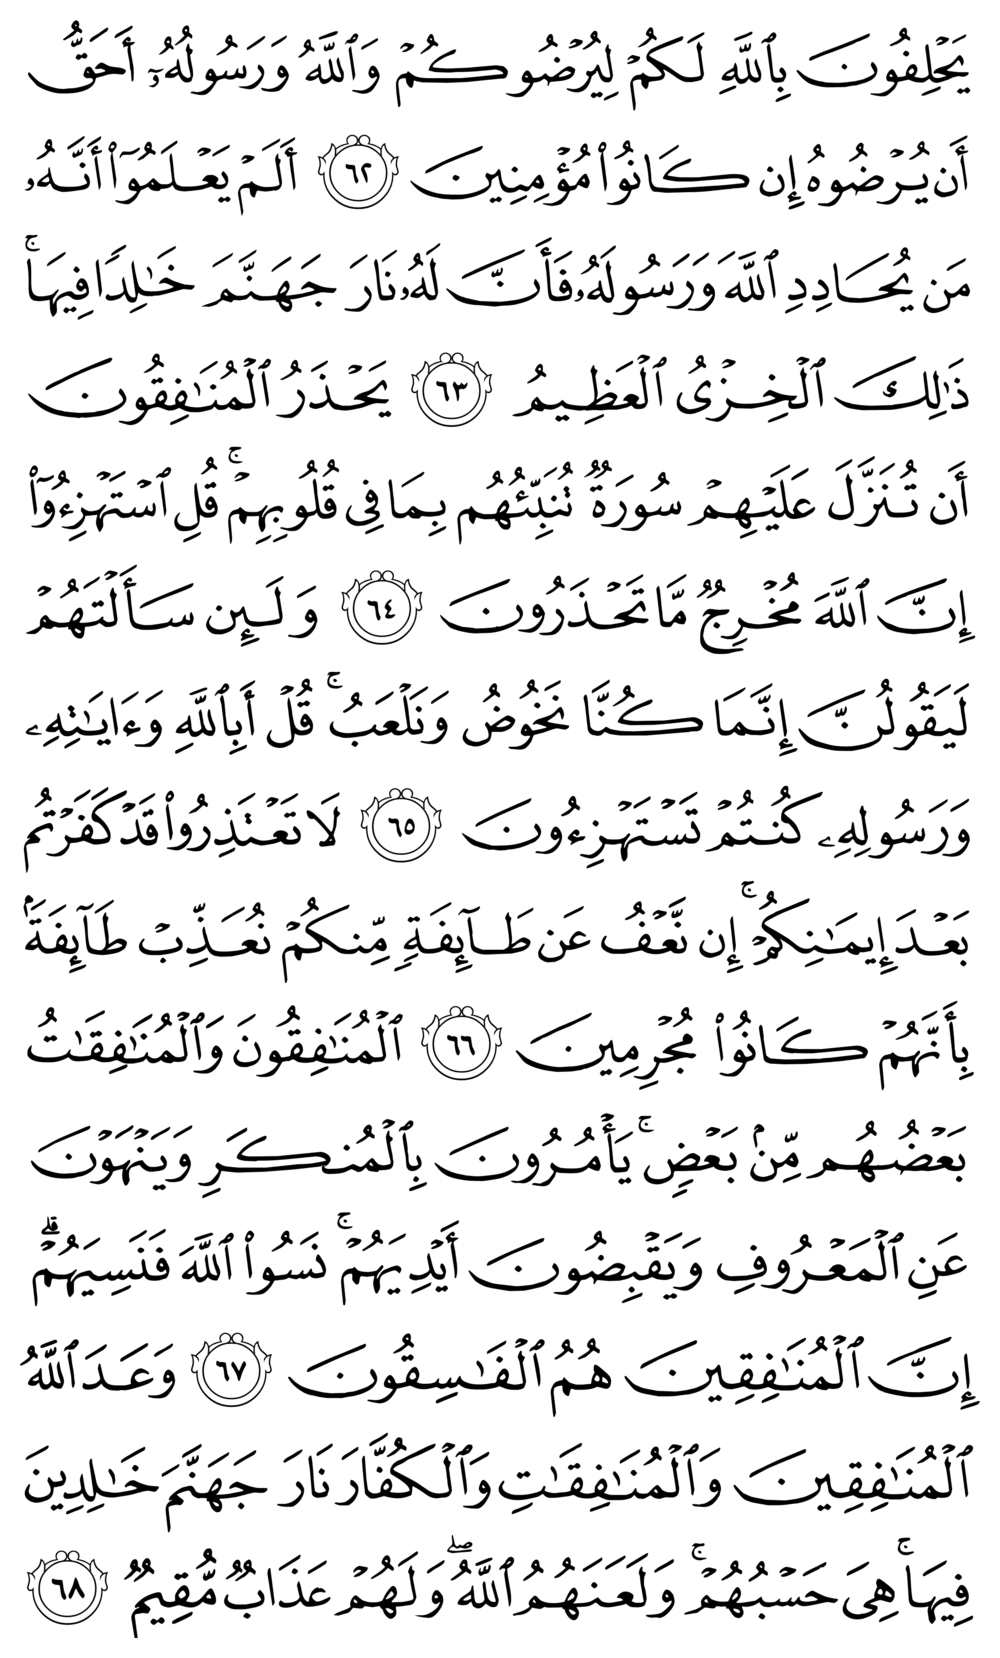 يَحۡلِفُونَ بِٱللَّهِ لَكُمۡ لِيُرۡضُوكُمۡ وَٱللَّهُ وَرَسُولُهُۥٓ أَحَقُّ
أَن يُرۡضُوهُ إِن كَانُواْ مُؤۡمِنِينَ ٦٢ أَلَمۡ يَعۡلَمُوٓاْ أَنَّهُۥ
مَن يُحَادِدِ ٱللَّهَ وَرَسُولَهُۥ فَأَنَّ لَهُۥ نَارَ جَهَنَّمَ خَٰلِدٗا فِيهَاۚ
ذَٰلِكَ ٱلۡخِزۡيُ ٱلۡعَظِيمُ ٦٣ يَحۡذَرُ ٱلۡمُنَٰفِقُونَ
أَن تُنَزَّلَ عَلَيۡهِمۡ سُورَةٞ تُنَبِّئُهُم بِمَا فِي قُلُوبِهِمۡۚ قُلِ ٱسۡتَهۡزِءُوٓاْ
إِنَّ ٱللَّهَ مُخۡرِجٞ مَّا تَحۡذَرُونَ ٦٤ وَلَئِن سَأَلۡتَهُمۡ
لَيَقُولُنَّ إِنَّمَا كُنَّا نَخُوضُ وَنَلۡعَبُۚ قُلۡ أَبِٱللَّهِ وَءَايَٰتِهِۦ
وَرَسُولِهِۦ كُنتُمۡ تَسۡتَهۡزِءُونَ ٦٥ لَا تَعۡتَذِرُواْ قَدۡ كَفَرۡتُم
بَعۡدَ إِيمَٰنِكُمۡۚ إِن نَّعۡفُ عَن طَآئِفَةٖ مِّنكُمۡ نُعَذِّبۡ طَآئِفَةَۢ
بِأَنَّهُمۡ كَانُواْ مُجۡرِمِينَ ٦٦ ٱلۡمُنَٰفِقُونَ وَٱلۡمُنَٰفِقَٰتُ
بَعۡضُهُم مِّنۢ بَعۡضٖۚ يَأۡمُرُونَ بِٱلۡمُنكَرِ وَيَنۡهَوۡنَ
عَنِ ٱلۡمَعۡرُوفِ وَيَقۡبِضُونَ أَيۡدِيَهُمۡۚ نَسُواْ ٱللَّهَ فَنَسِيَهُمۡۗ
إِنَّ ٱلۡمُنَٰفِقِينَ هُمُ ٱلۡفَٰسِقُونَ ٦٧ وَعَدَ ٱللَّهُ
ٱلۡمُنَٰفِقِينَ وَٱلۡمُنَٰفِقَٰتِ وَٱلۡكُفَّارَ نَارَ جَهَنَّمَ خَٰلِدِينَ
فِيهَاۚ هِيَ حَسۡبُهُمۡۚ وَلَعَنَهُمُ ٱللَّهُۖ وَلَهُمۡ عَذَابٞ مُّقِيمٞ ٦٨